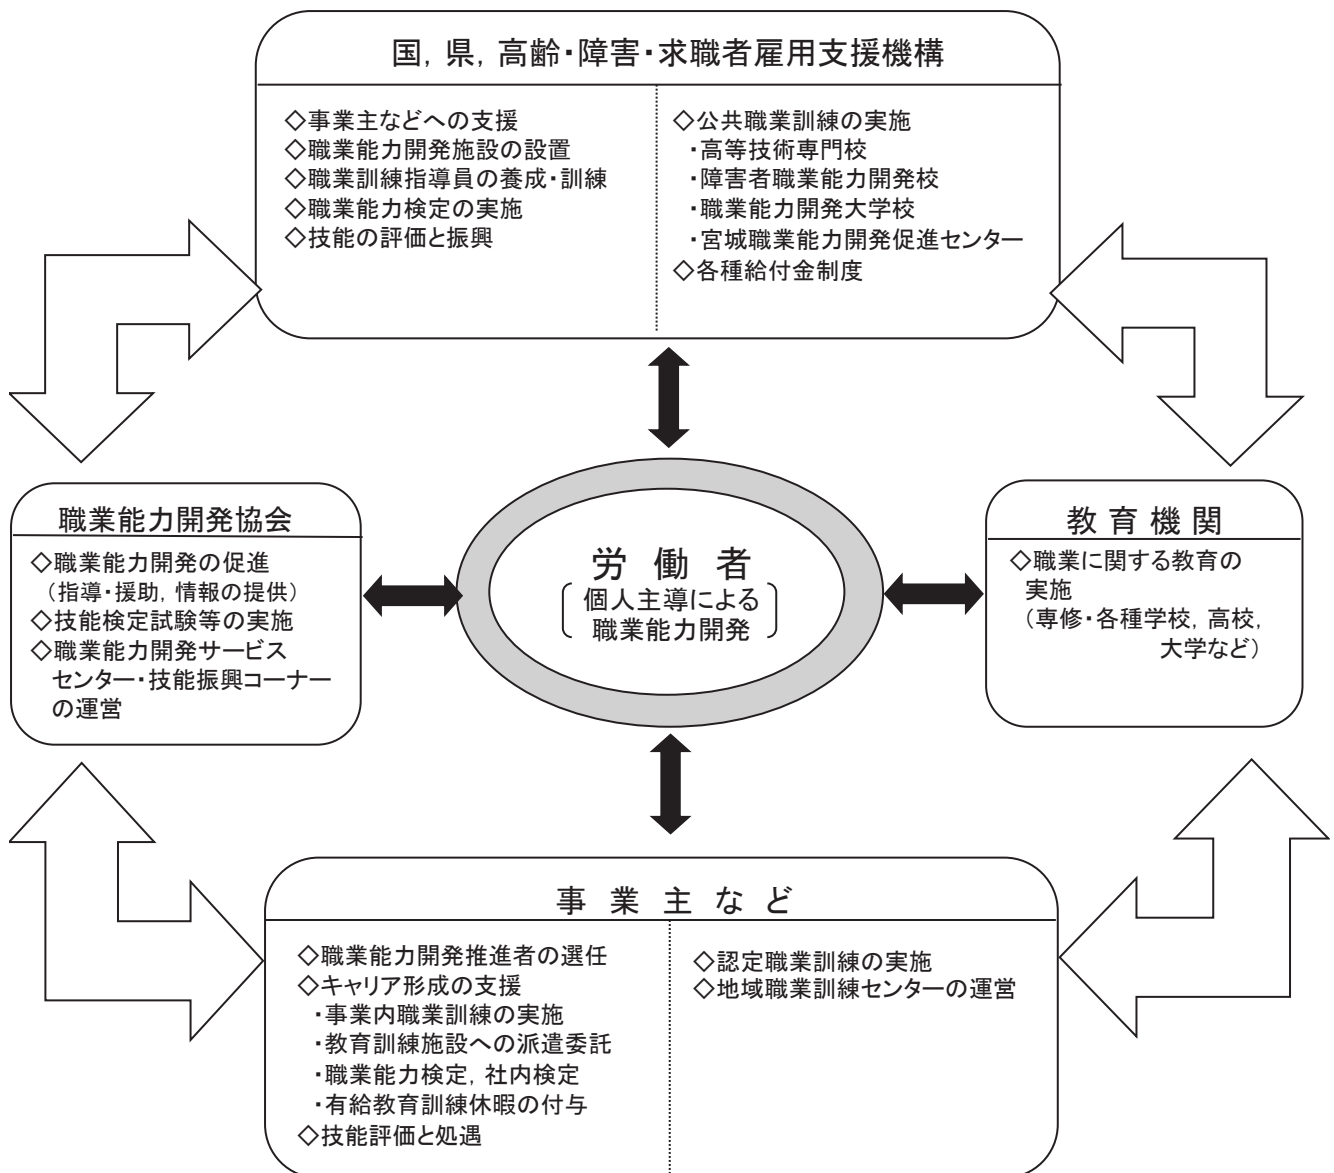 国，県，高齢・障害・求職者雇用支援機構
◇事業主などへの支援
◇職業能力開発施設の設置
◇職業訓練指導員の養成・訓練
◇職業能力検定の実施
◇技能の評価と振興
◇公共職業訓練の実施
・高等技術専門校
・障害者職業能力開発校
・職業能力開発大学校
・宮城職業能力開発促進センター
◇各種給付金制度
職業能力開発協会
◇職業能力開発の促進
（指導・援助，情報の提供）
◇技能検定試験等の実施
◇職業能力開発サービス
センター・技能振興コーナー
の運営
労働者
個人主導による
職業能力開発
教育機関
◇職業に関する教育の
実施
（専修・各種学校，高校，
大学など）
事業主など
◇職業能力開発推進者の選任
◇キャリア形成の支援
・事業内職業訓練の実施
・教育訓練施設への派遣委託
・職業能力検定，社内検定
・有給教育訓練休暇の付与
◇技能評価と処遇
◇認定職業訓練の実施
◇地域職業訓練センターの運営